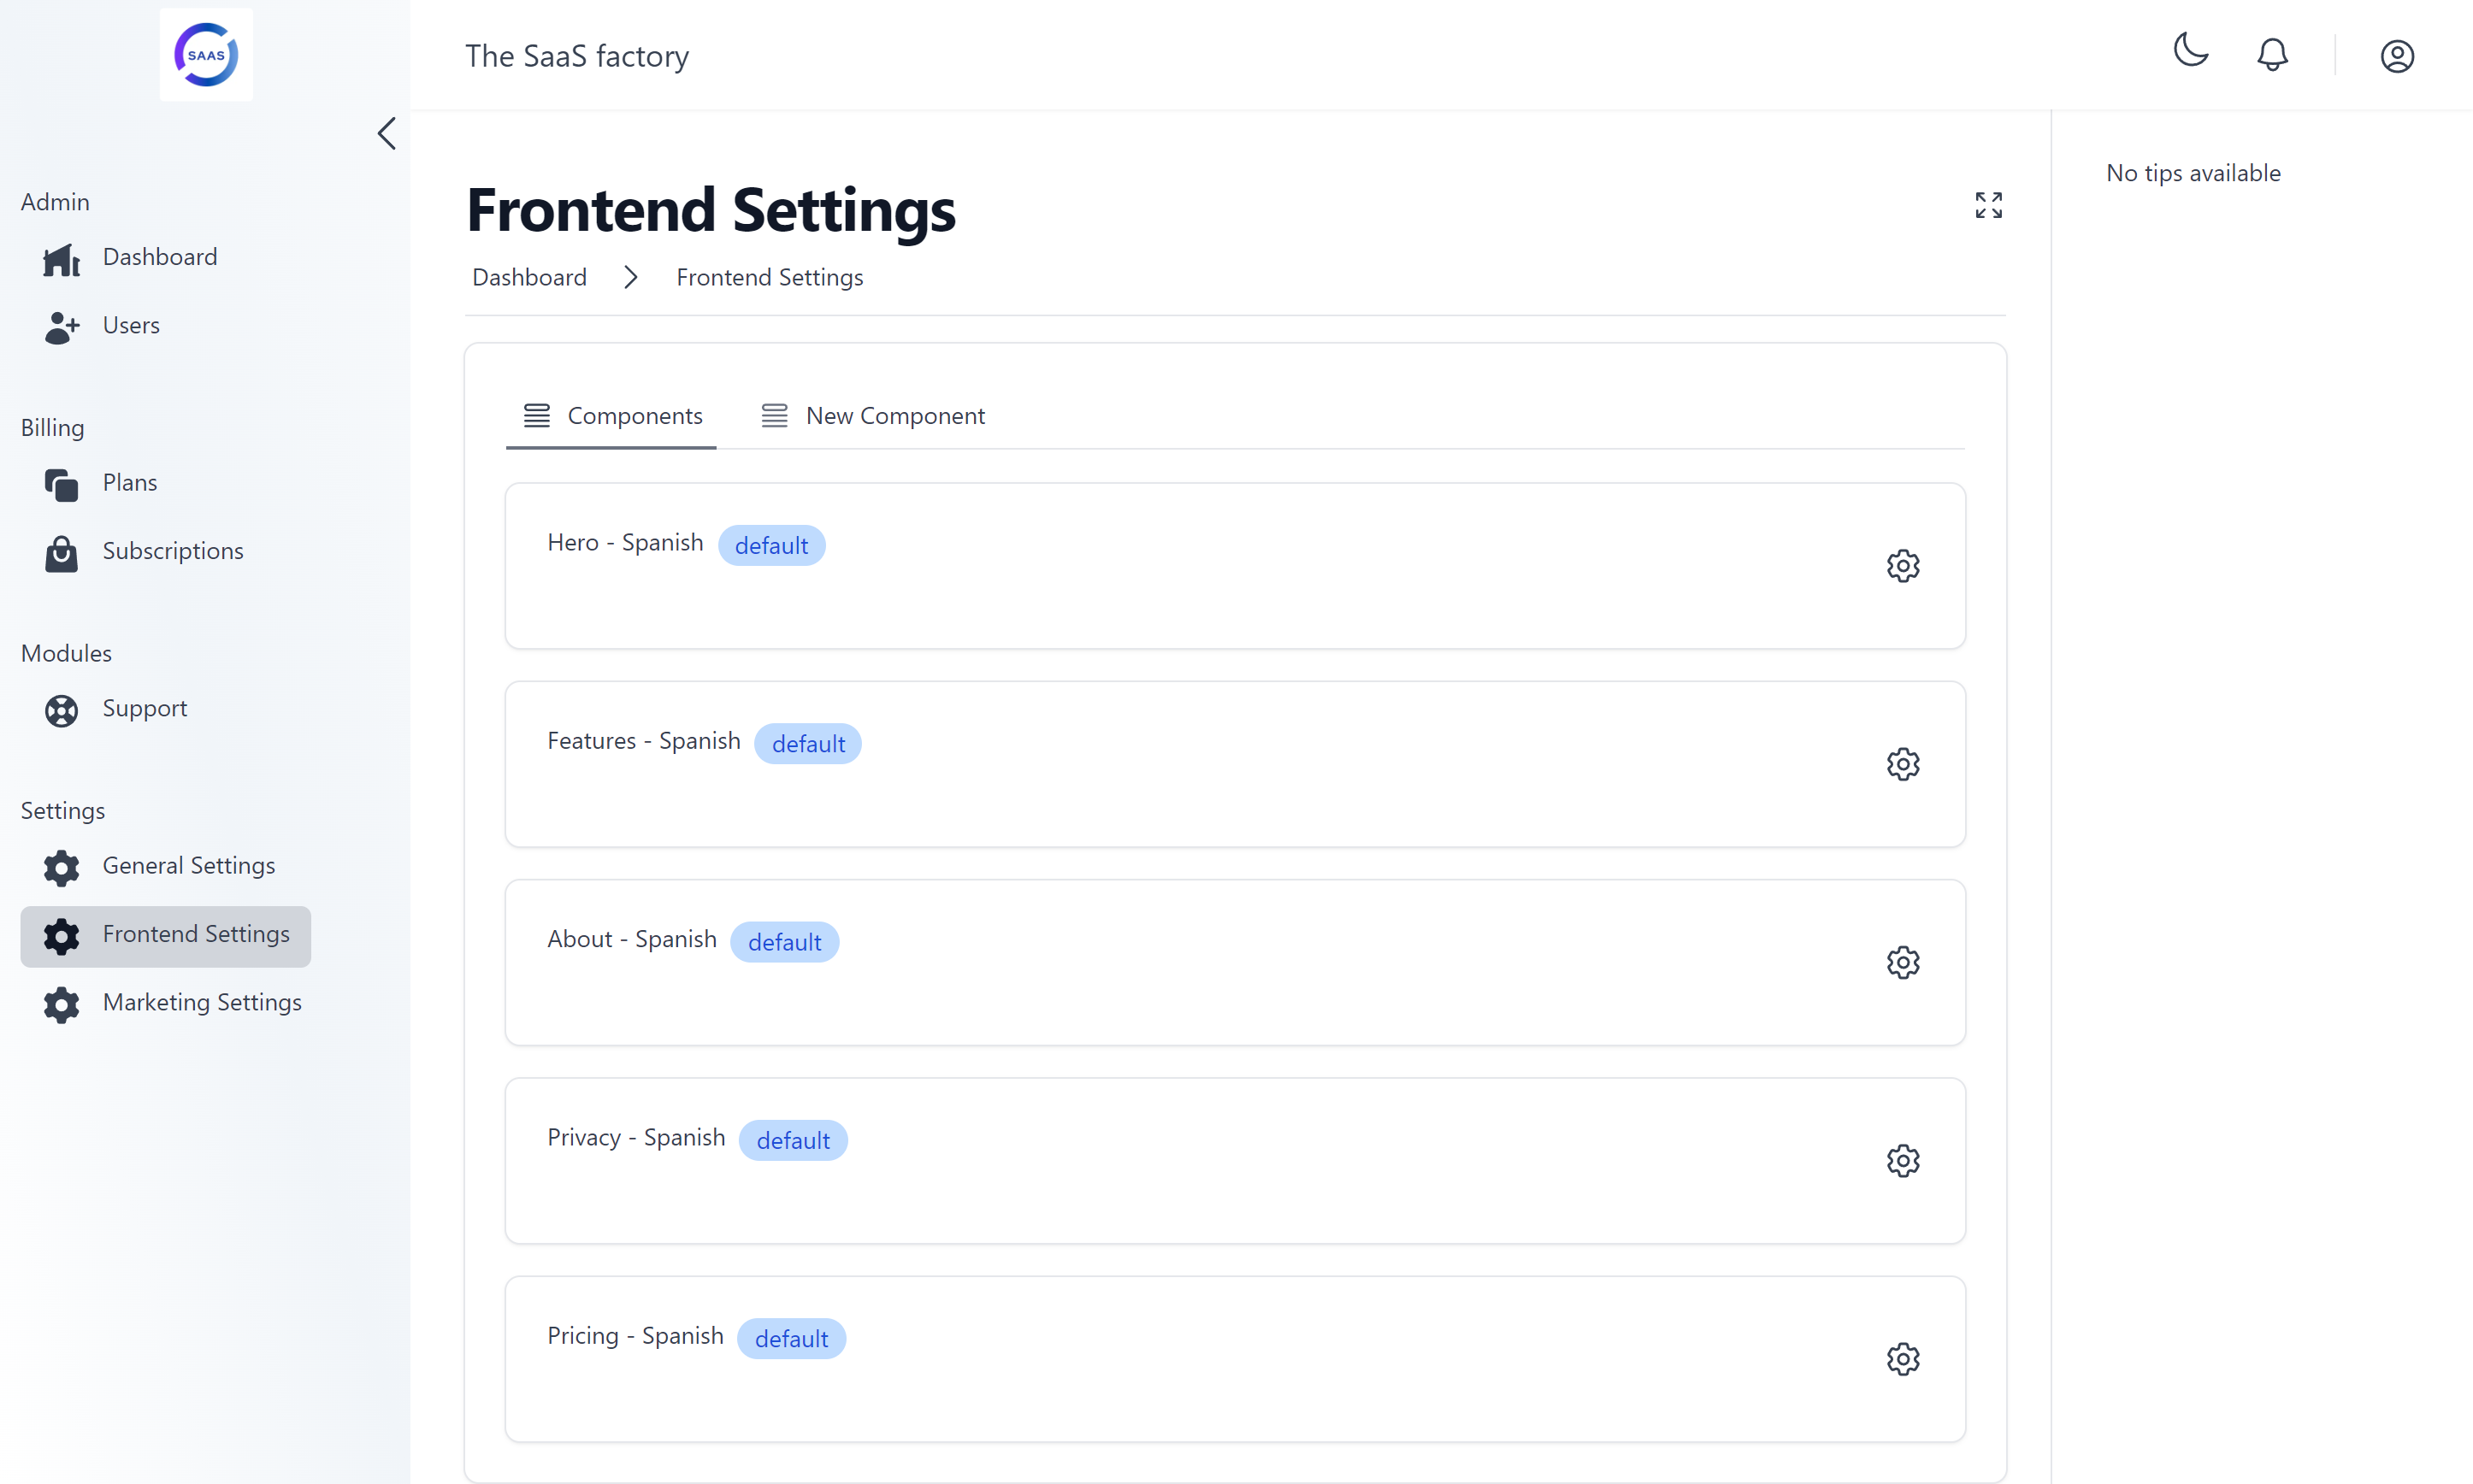 SAAS
The SaaS factory
Admin
Dashboard
Users
Billing
Plans
Subscriptions
Modules
Support
Settings
General Settings
Frontend Settings
Marketing Settings
Frontend Settings
Dashboard Frontend Settings
Components New Component
Hero - Spanish default
Features - Spanish default
About - Spanish default
Privacy - Spanish default
Pricing - Spanish default
No tips available